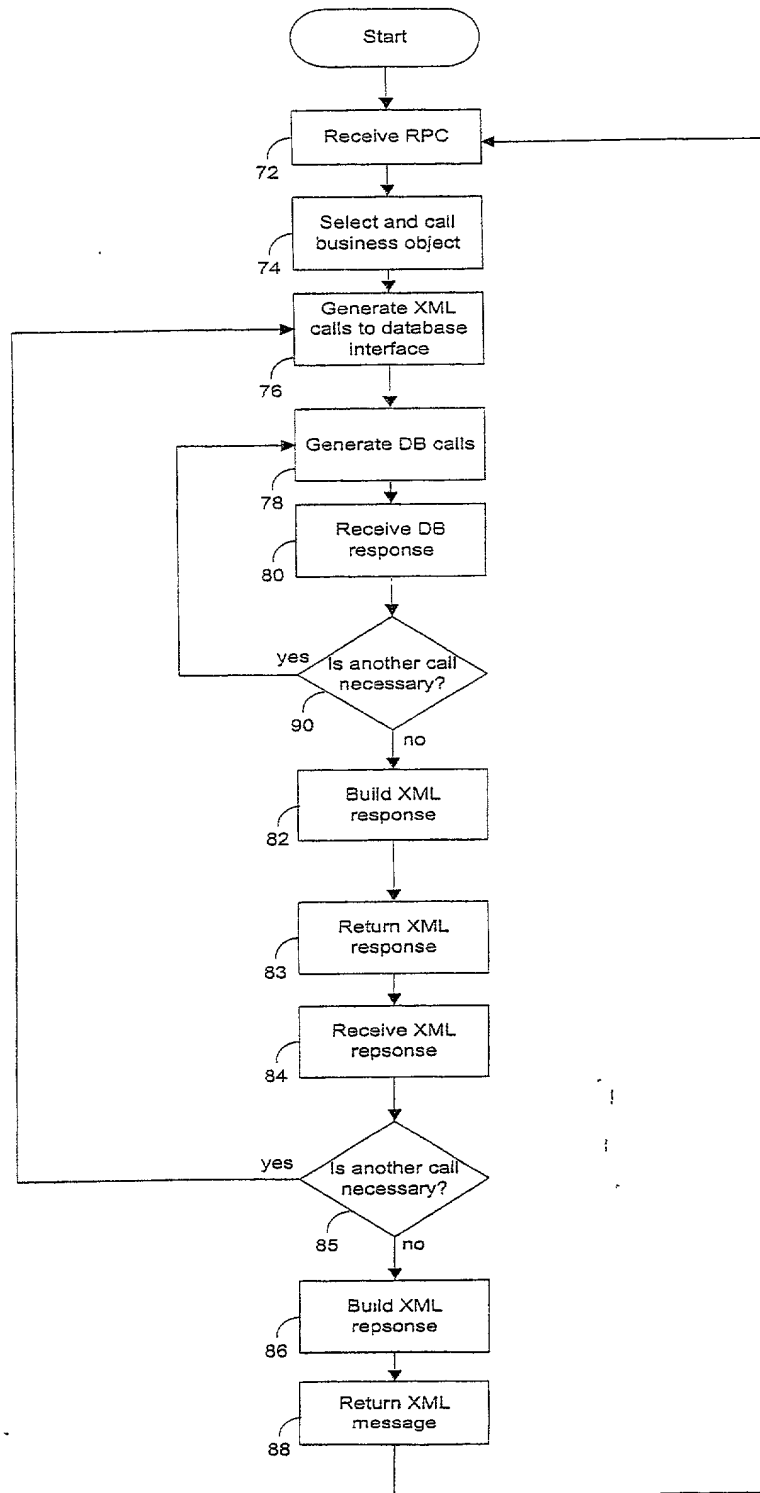 Start
Receive RPC
72
Select and call
business object
74
Generate XML
calls to database
interface
76
Generate DB calls
78
Receive DB
response
80
yes
Is another call
necessary?
90
no
Build XML
response
82
Return XML
response
83
Receive XML
repsonse
84
yes
Is another call
necessary?
85
no
Build XML
repsonse
86
Return XML
message
88